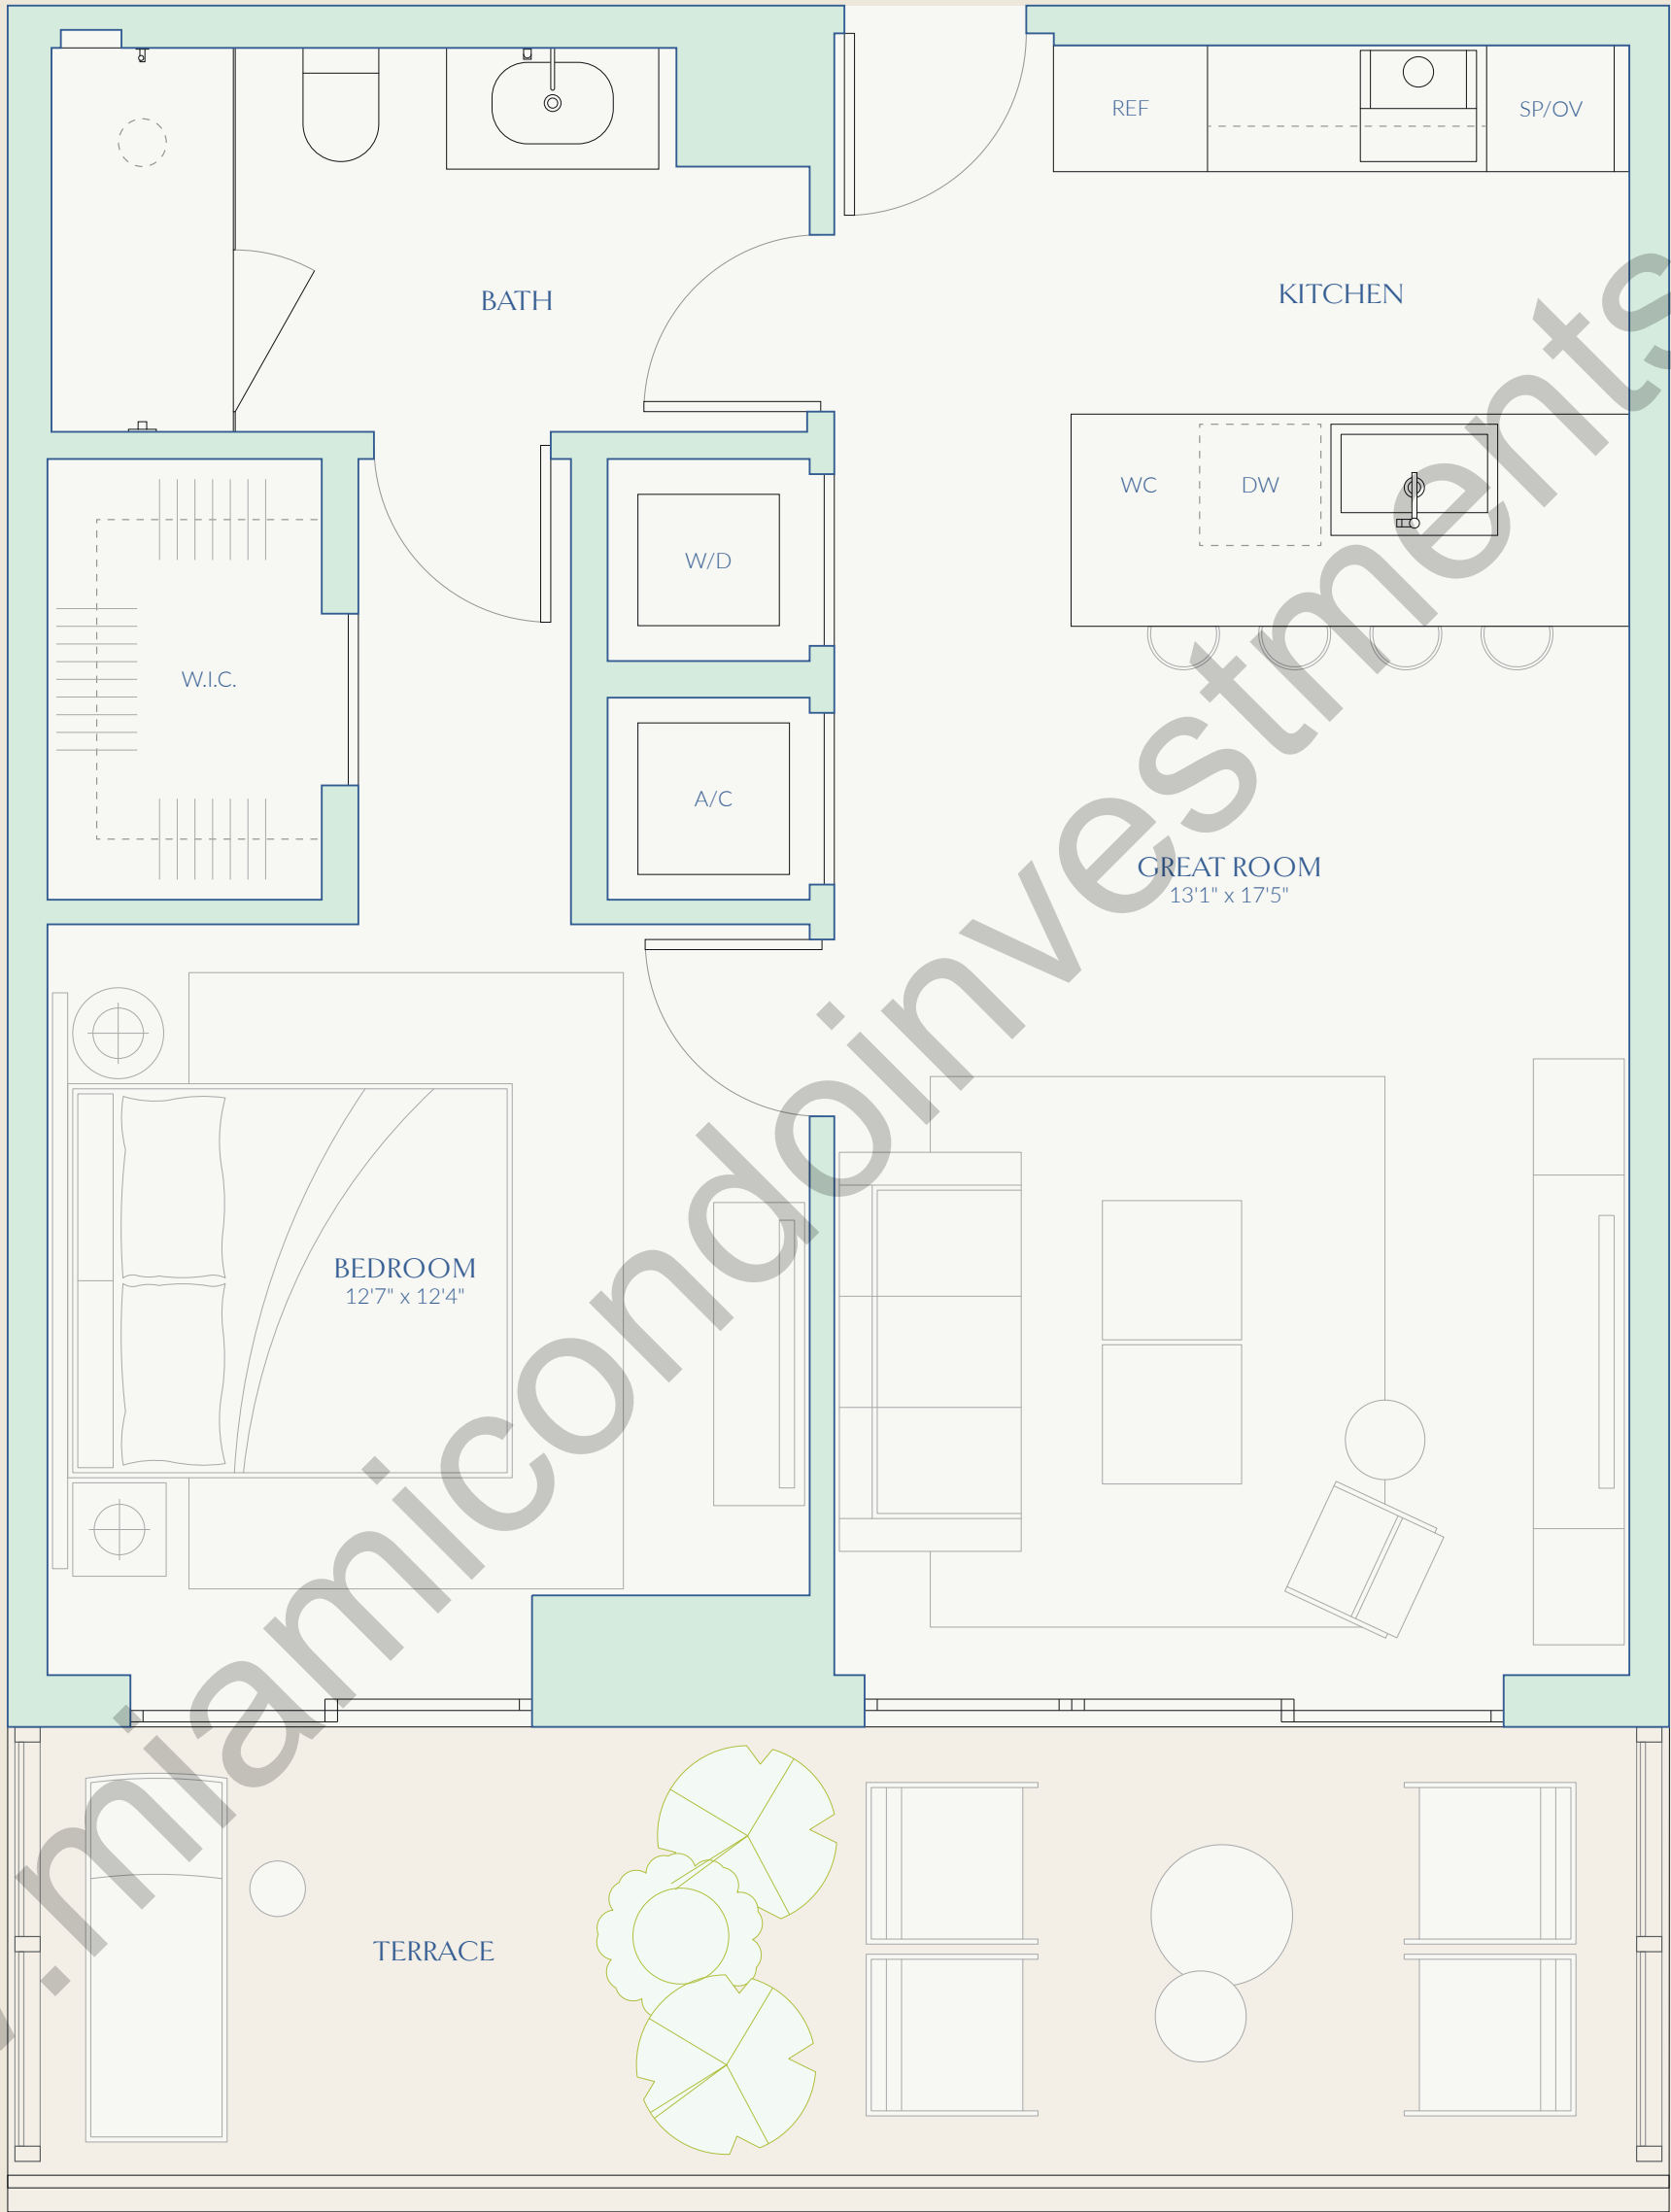 REF
SP/OV
BATH
KITCHEN
WC
DW
W/D
W.I.C.
A/C
GREAT ROOM
13'1" x 17'5"
BEDROOM
12'7" x 12'4"
TERRACE
.miamicondoinvestments